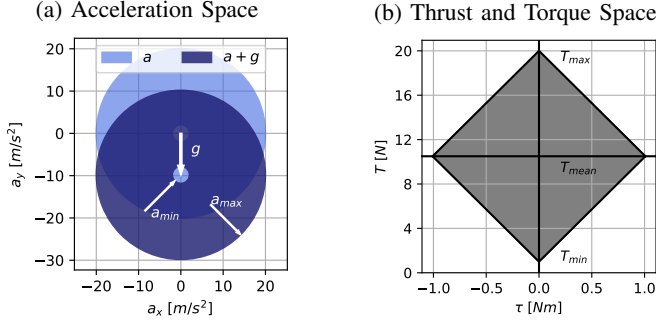 (a) Acceleration Space
a a + g
20
10
0
−10
−20
−30
a_y [m/s²]
g
a_min
a_max
−20 −10 0 10 20
a_x [m/s²]
(b) Thrust and Torque Space
20
16
12
8
4
0
T [N]
T_max
T_mean
T_min
−1.0 −0.5 0.0 0.5 1.0
τ [Nm]